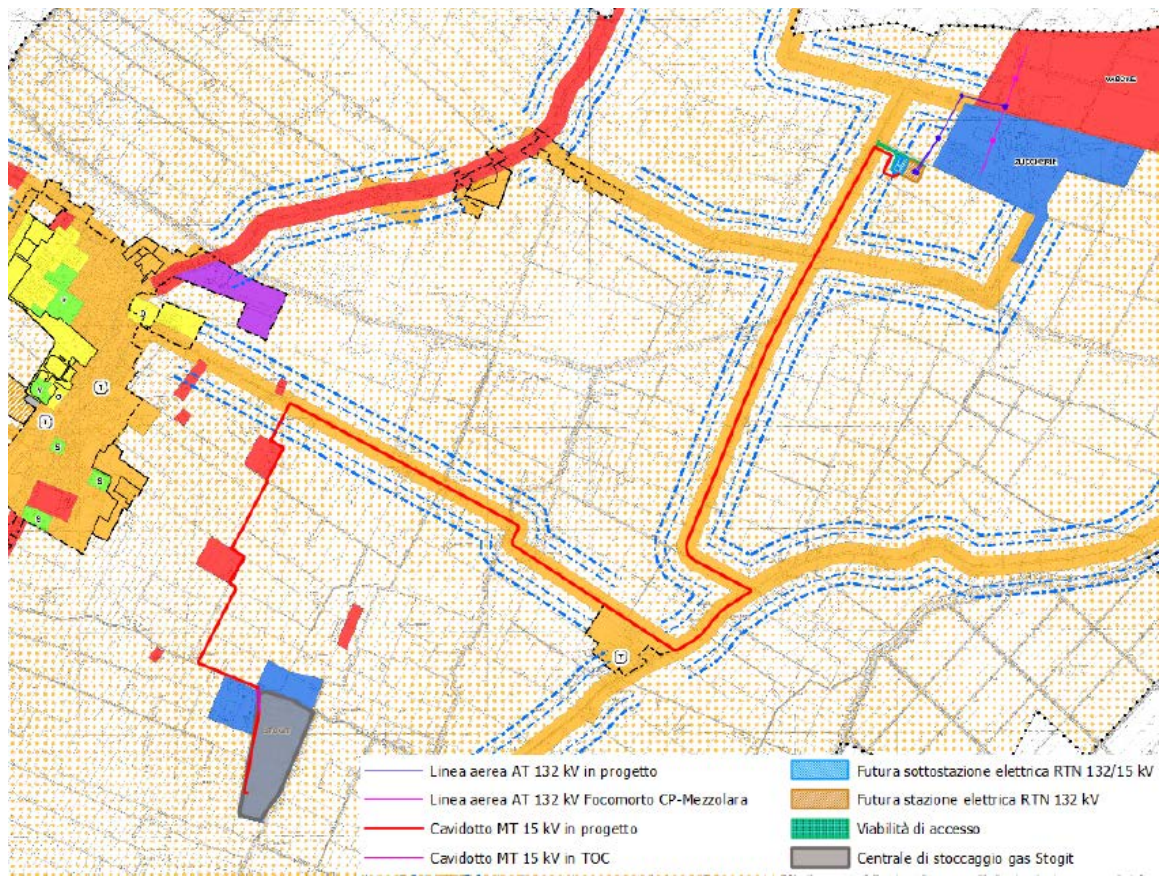 ZUCCHERIE
T
T
S
S
S
T
Linea aerea AT 132 kV in progetto
Linea aerea AT 132 kV Focomorto CP-Mezzolara
Cavidotto MT 15 kV in progetto
Cavidotto MT 15 kV in TOC
Futura sottostazione elettrica RTN 132/15 kV
Futura stazione elettrica RTN 132 kV
Viabilità di accesso
Centrale di stoccaggio gas Stogit